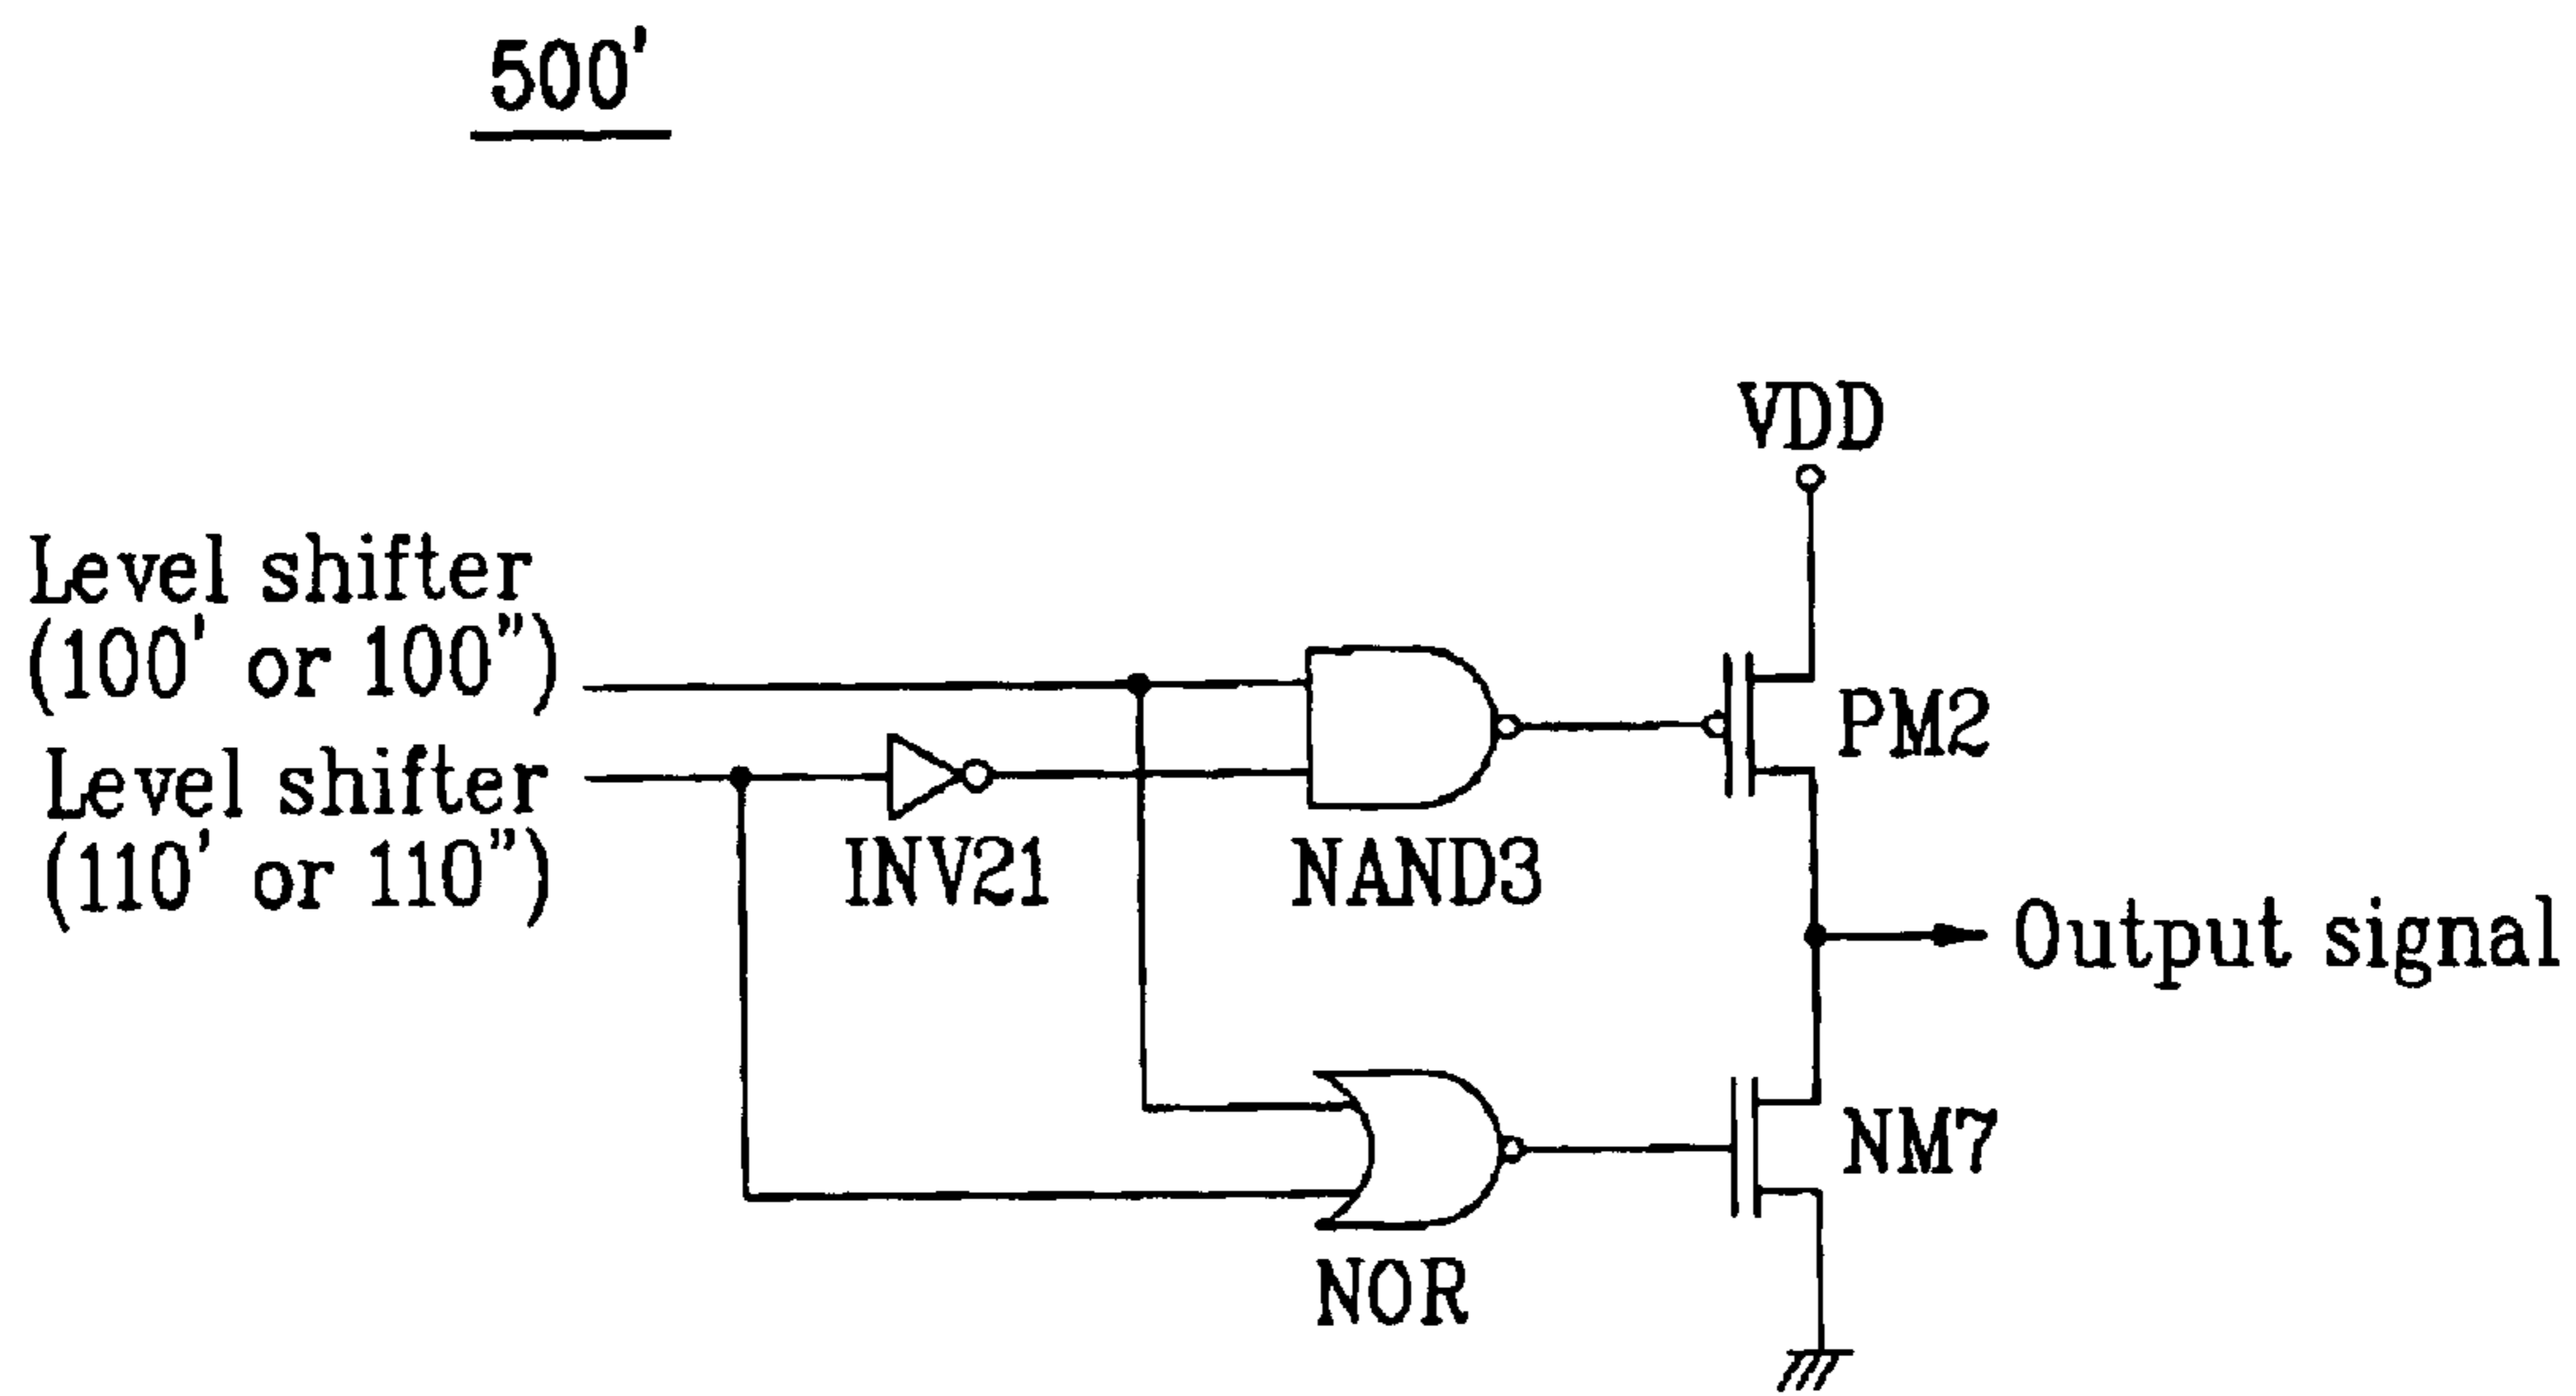 500'
VDD
Level shifter
(100' or 100")
PM2
Level shifter
(110' or 110")
INV21
NAND3
Output signal
NM7
NOR